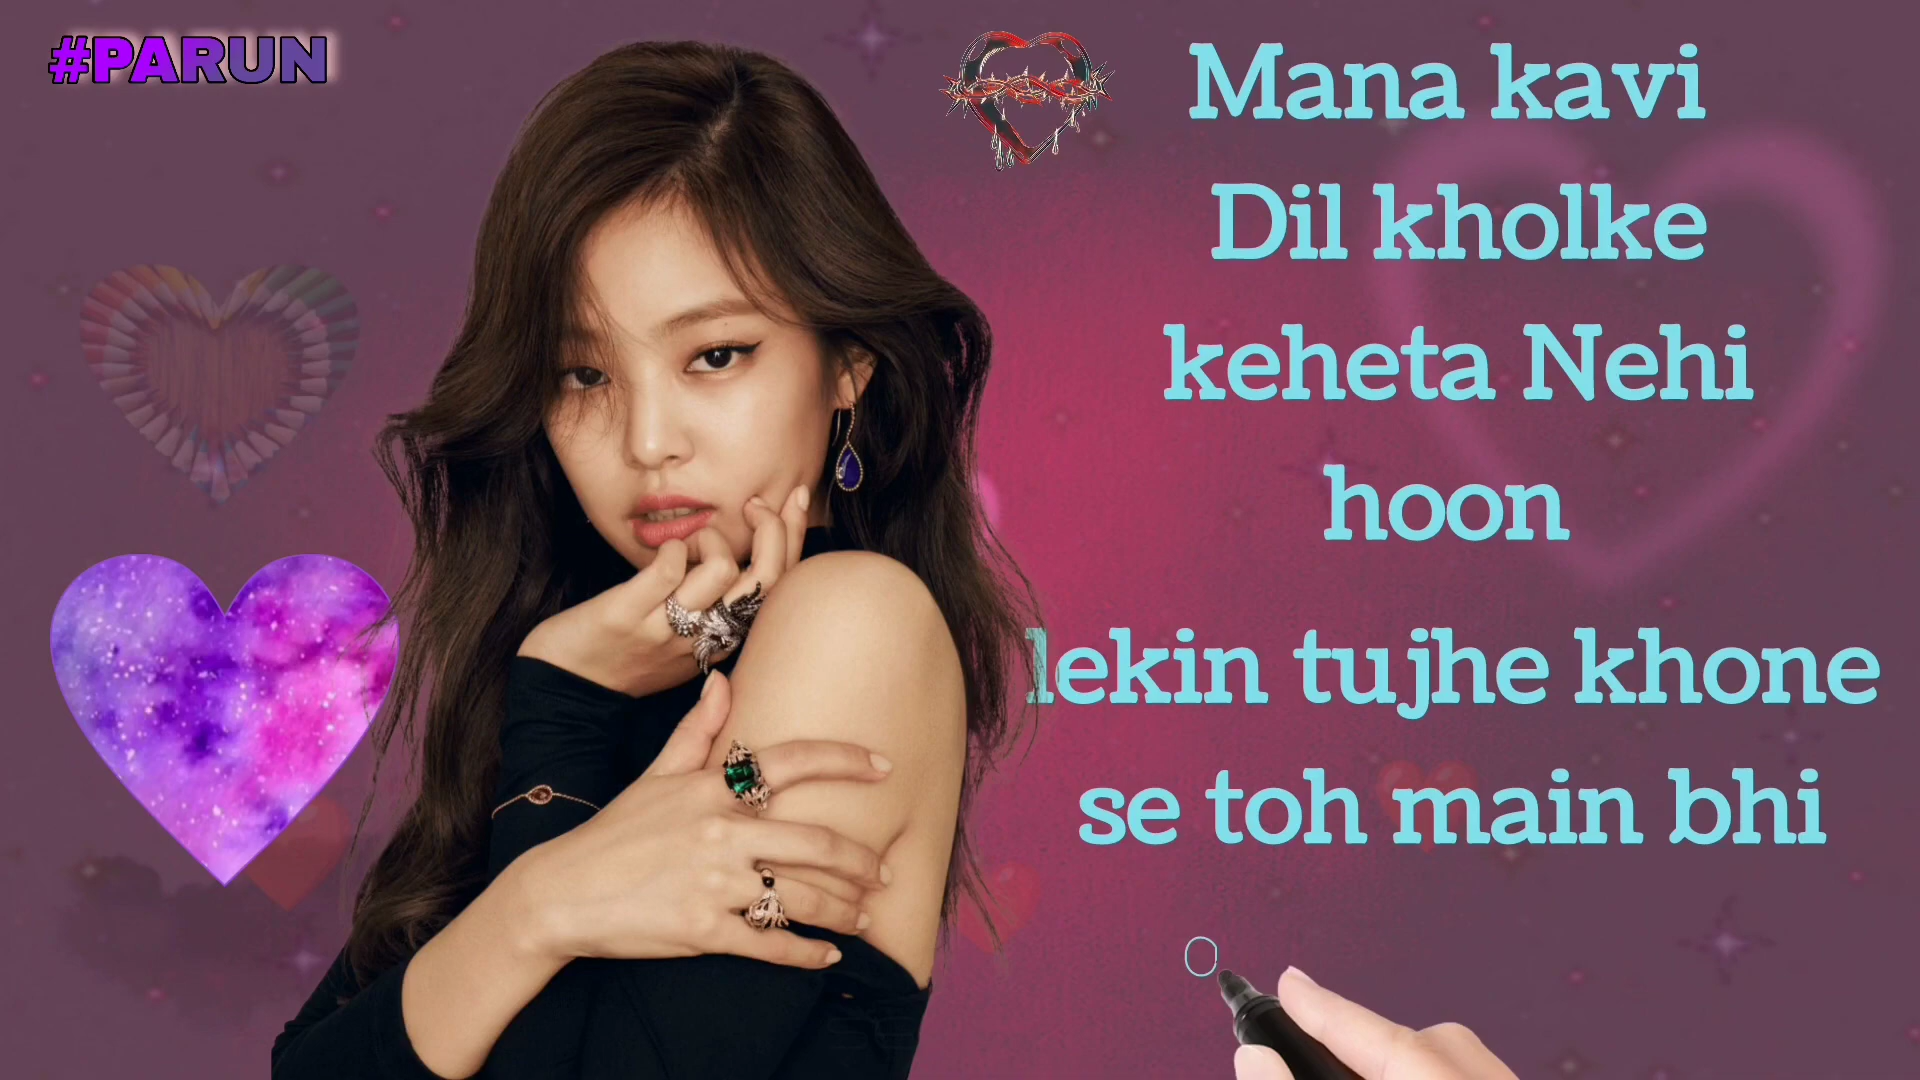 #PARUN
Mana kavi
Dil kholke
keheta Nehi
hoon
lekin tujhe khone
se toh main bhi